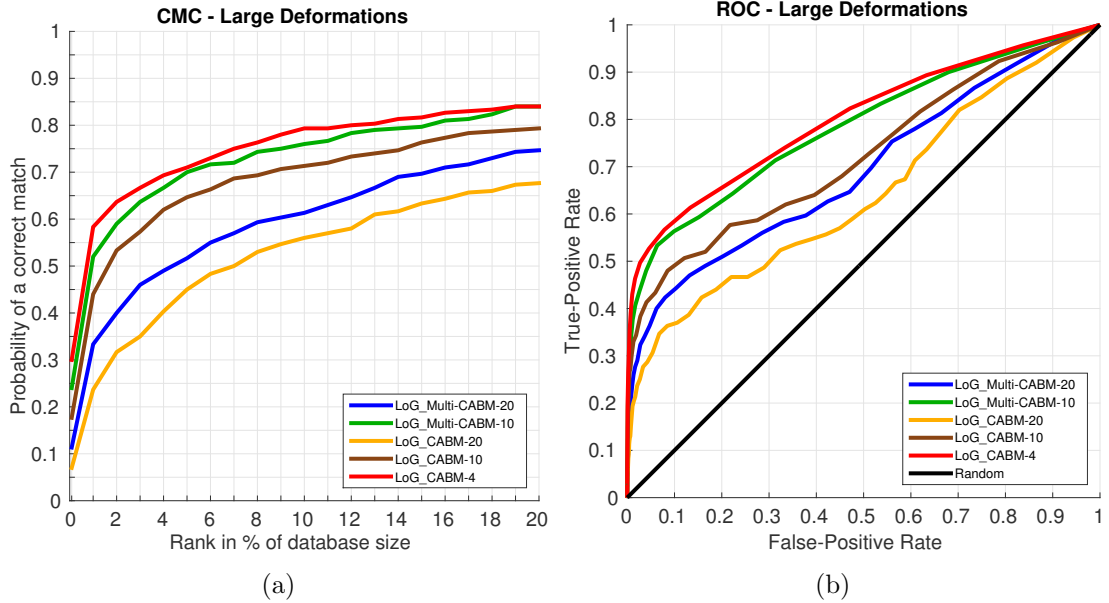 CMC - Large Deformations
1
0.9
0.8
0.7
0.6
0.5
0.4
0.3
0.2
0.1
0
Probability of a correct match
0 2 4 6 8 10 12 14 16 18 20
Rank in % of database size
LoG_Multi-CABM-20
LoG_Multi-CABM-10
LoG_CABM-20
LoG_CABM-10
LoG_CABM-4
(a)
ROC - Large Deformations
1
0.9
0.8
0.7
0.6
0.5
0.4
0.3
0.2
0.1
0
True-Positive Rate
0 0.1 0.2 0.3 0.4 0.5 0.6 0.7 0.8 0.9 1
False-Positive Rate
LoG_Multi-CABM-20
LoG_Multi-CABM-10
LoG_CABM-20
LoG_CABM-10
LoG_CABM-4
Random
(b)